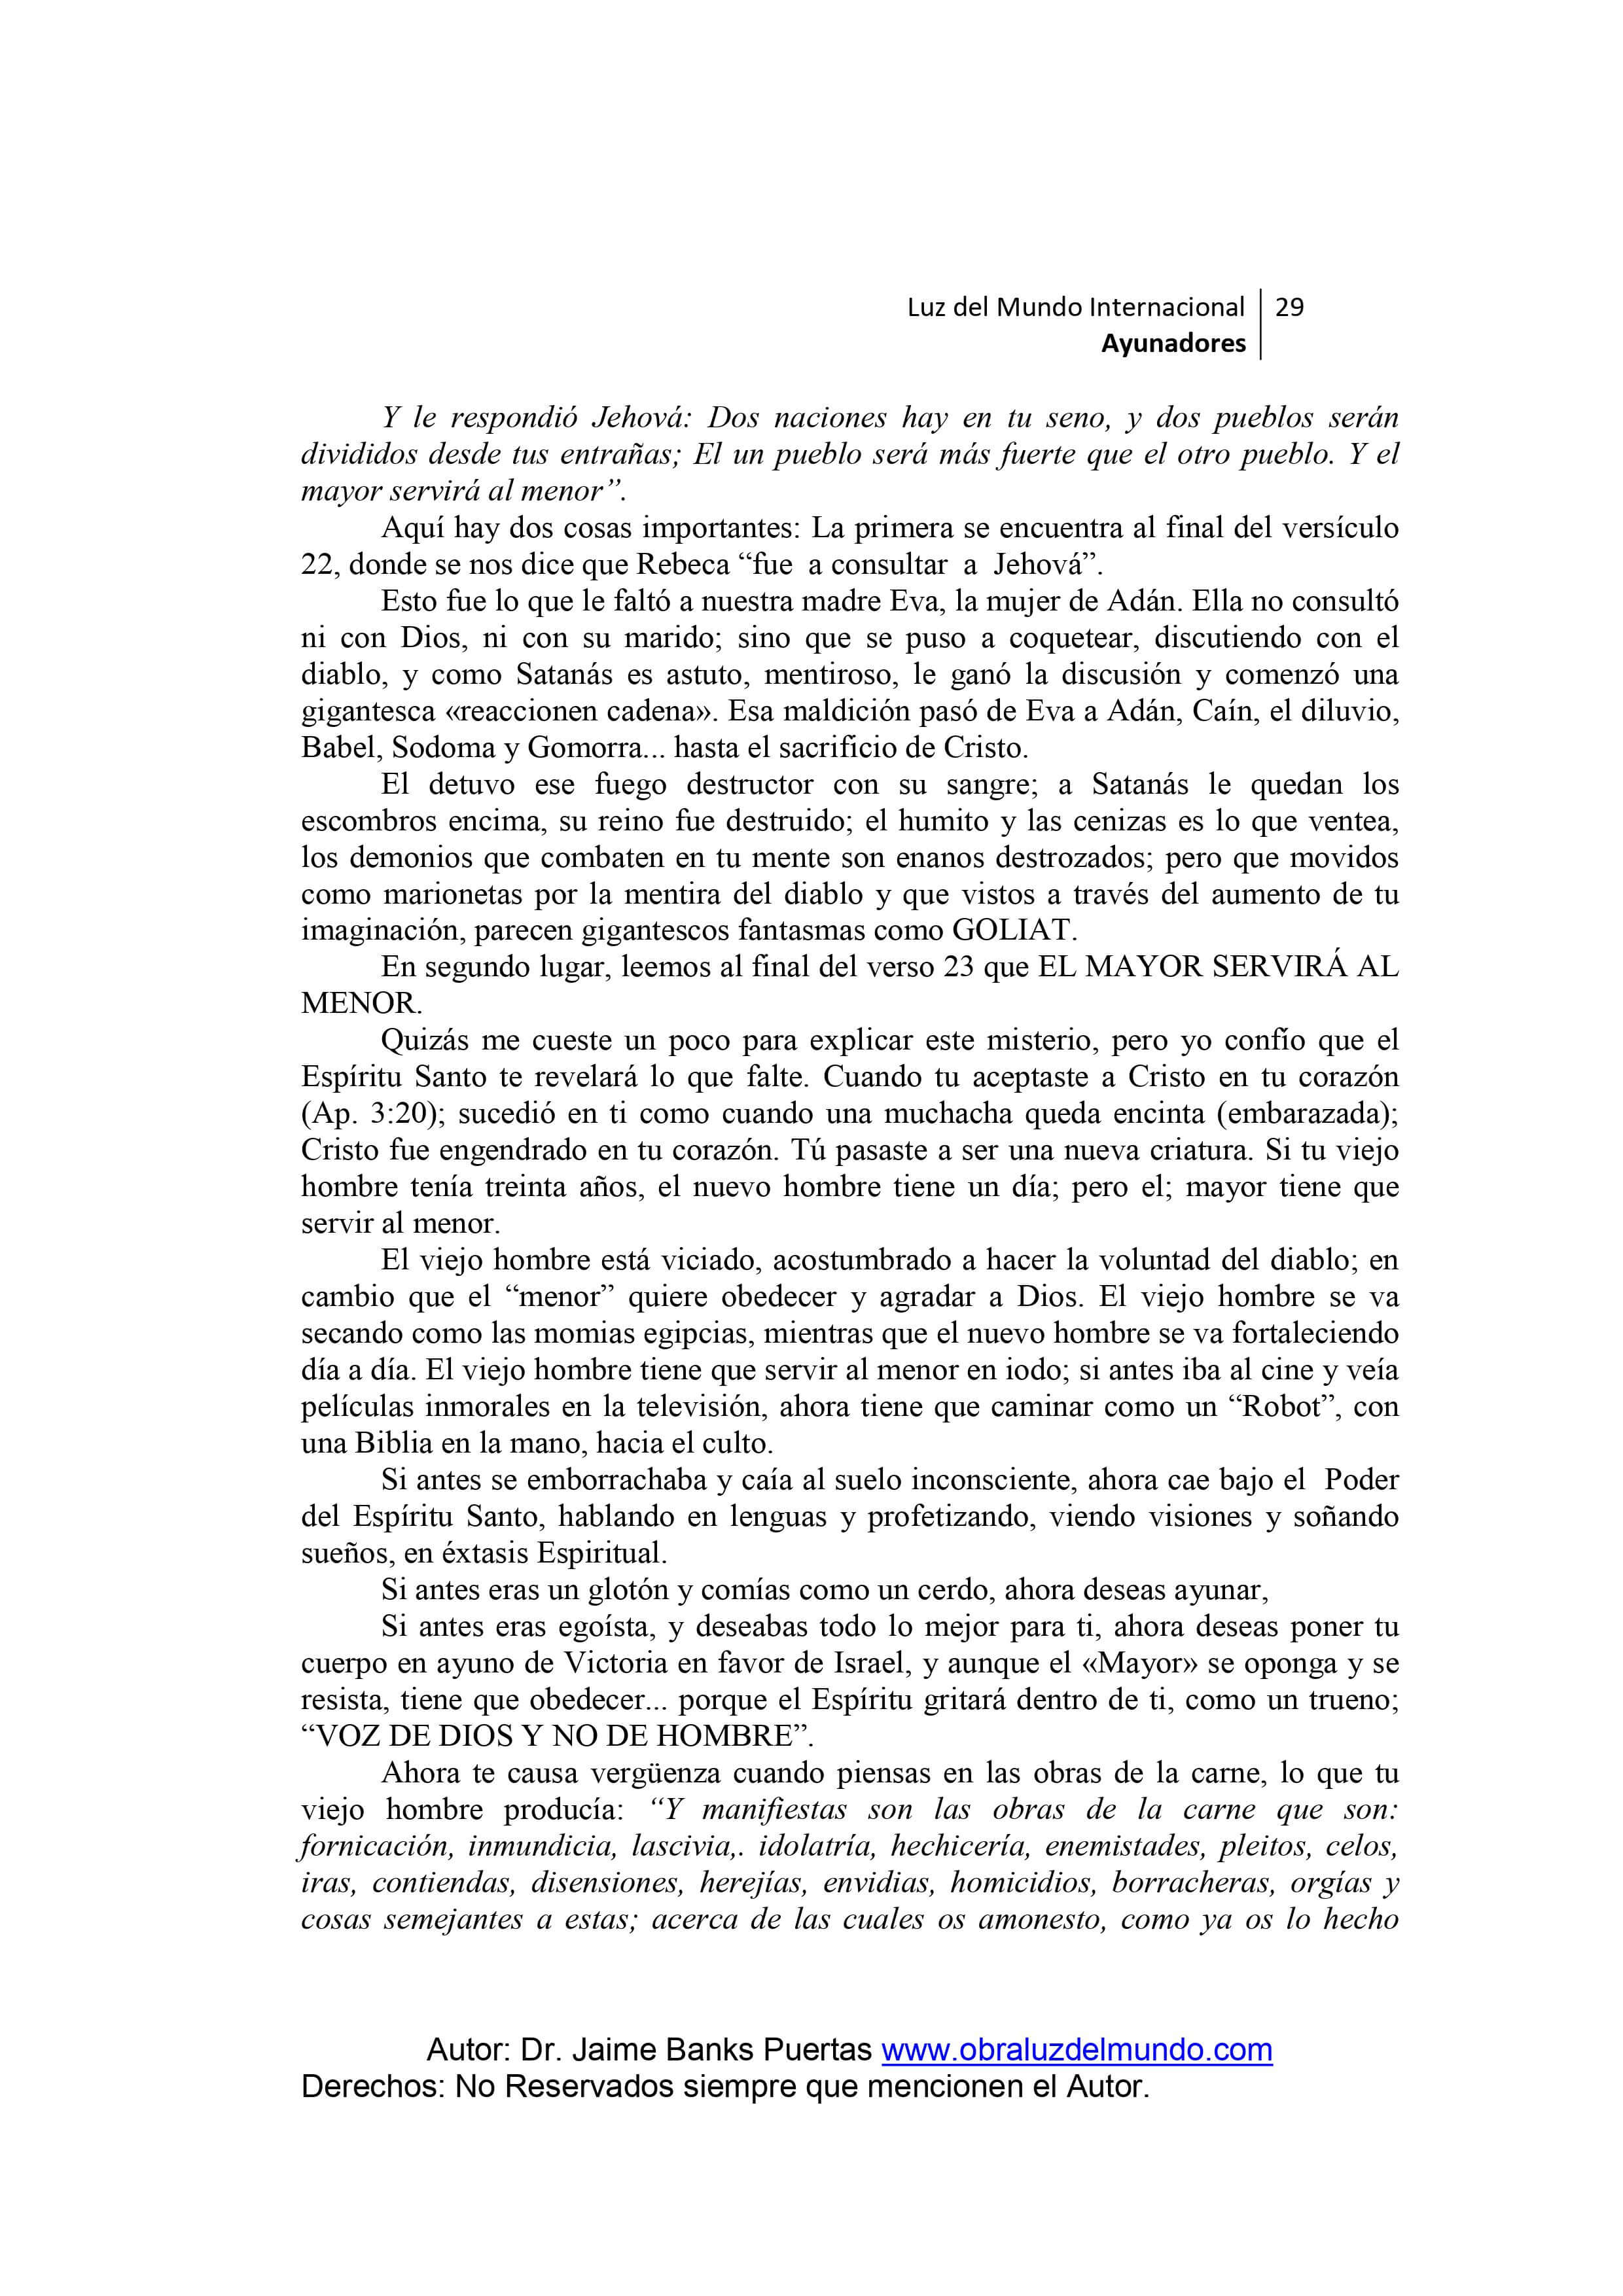 Luz del Mundo Internacional 29
Ayunadores
Y le respondió Jehová: Dos naciones hay en tu seno, y dos pueblos serán
divididos desde tus entrañas; El un pueblo será más fuerte que el otro pueblo. Y el
mayor servirá al menor”.
Aquí hay dos cosas importantes: La primera se encuentra al final del versículo
22, donde se nos dice que Rebeca “fue a consultar a Jehová”.
Esto fue lo que le faltó a nuestra madre Eva, la mujer de Adán. Ella no consultó
ni con Dios, ni con su marido; sino que se puso a coquetear, discutiendo con el
diablo, y como Satanás es astuto, mentiroso, le ganó la discusión y comenzó una
gigantesca «reaccionen cadena». Esa maldición pasó de Eva a Adán, Caín, el diluvio,
Babel, Sodoma y Gomorra... hasta el sacrificio de Cristo.
El detuvo ese fuego destructor con su sangre; a Satanás le quedan los
escombros encima, su reino fue destruido; el humito y las cenizas es lo que ventea,
los demonios que combaten en tu mente son enanos destrozados; pero que movidos
como marionetas por la mentira del diablo y que vistos a través del aumento de tu
imaginación, parecen gigantescos fantasmas como GOLIAT.
En segundo lugar, leemos al final del verso 23 que EL MAYOR SERVIRÁ AL
MENOR.
Quizás me cueste un poco para explicar este misterio, pero yo confío que el
Espíritu Santo te revelará lo que falte. Cuando tu aceptaste a Cristo en tu corazón
(Ap. 3:20); sucedió en ti como cuando una muchacha queda encinta (embarazada);
Cristo fue engendrado en tu corazón. Tú pasaste a ser una nueva criatura. Si tu viejo
hombre tenía treinta años, el nuevo hombre tiene un día; pero el; mayor tiene que
servir al menor.
El viejo hombre está viciado, acostumbrado a hacer la voluntad del diablo; en
cambio que el “menor” quiere obedecer y agradar a Dios. El viejo hombre se va
secando como las momias egipcias, mientras que el nuevo hombre se va fortaleciendo
día a día. El viejo hombre tiene que servir al menor en iodo; si antes iba al cine y veía
películas inmorales en la televisión, ahora tiene que caminar como un “Robot”, con
una Biblia en la mano, hacia el culto.
Si antes se emborrachaba y caía al suelo inconsciente, ahora cae bajo el Poder
del Espíritu Santo, hablando en lenguas y profetizando, viendo visiones y soñando
sueños, en éxtasis Espiritual.
Si antes eras un glotón y comías como un cerdo, ahora deseas ayunar,
Si antes eras egoísta, y deseabas todo lo mejor para ti, ahora deseas poner tu
cuerpo en ayuno de Victoria en favor de Israel, y aunque el «Mayor» se oponga y se
resista, tiene que obedecer... porque el Espíritu gritará dentro de ti, como un trueno;
“VOZ DE DIOS Y NO DE HOMBRE”.
Ahora te causa vergüenza cuando piensas en las obras de la carne, lo que tu
viejo hombre producía: “Y manifiestas son las obras de la carne que son:
fornicación, inmundicia, lascivia,. idolatría, hechicería, enemistades, pleitos, celos,
iras, contiendas, disensiones, herejías, envidias, homicidios, borracheras, orgías y
cosas semejantes a estas; acerca de las cuales os amonesto, como ya os lo hecho
Autor: Dr. Jaime Banks Puertas www.obraluzdelmundo.com
Derechos: No Reservados siempre que mencionen el Autor.